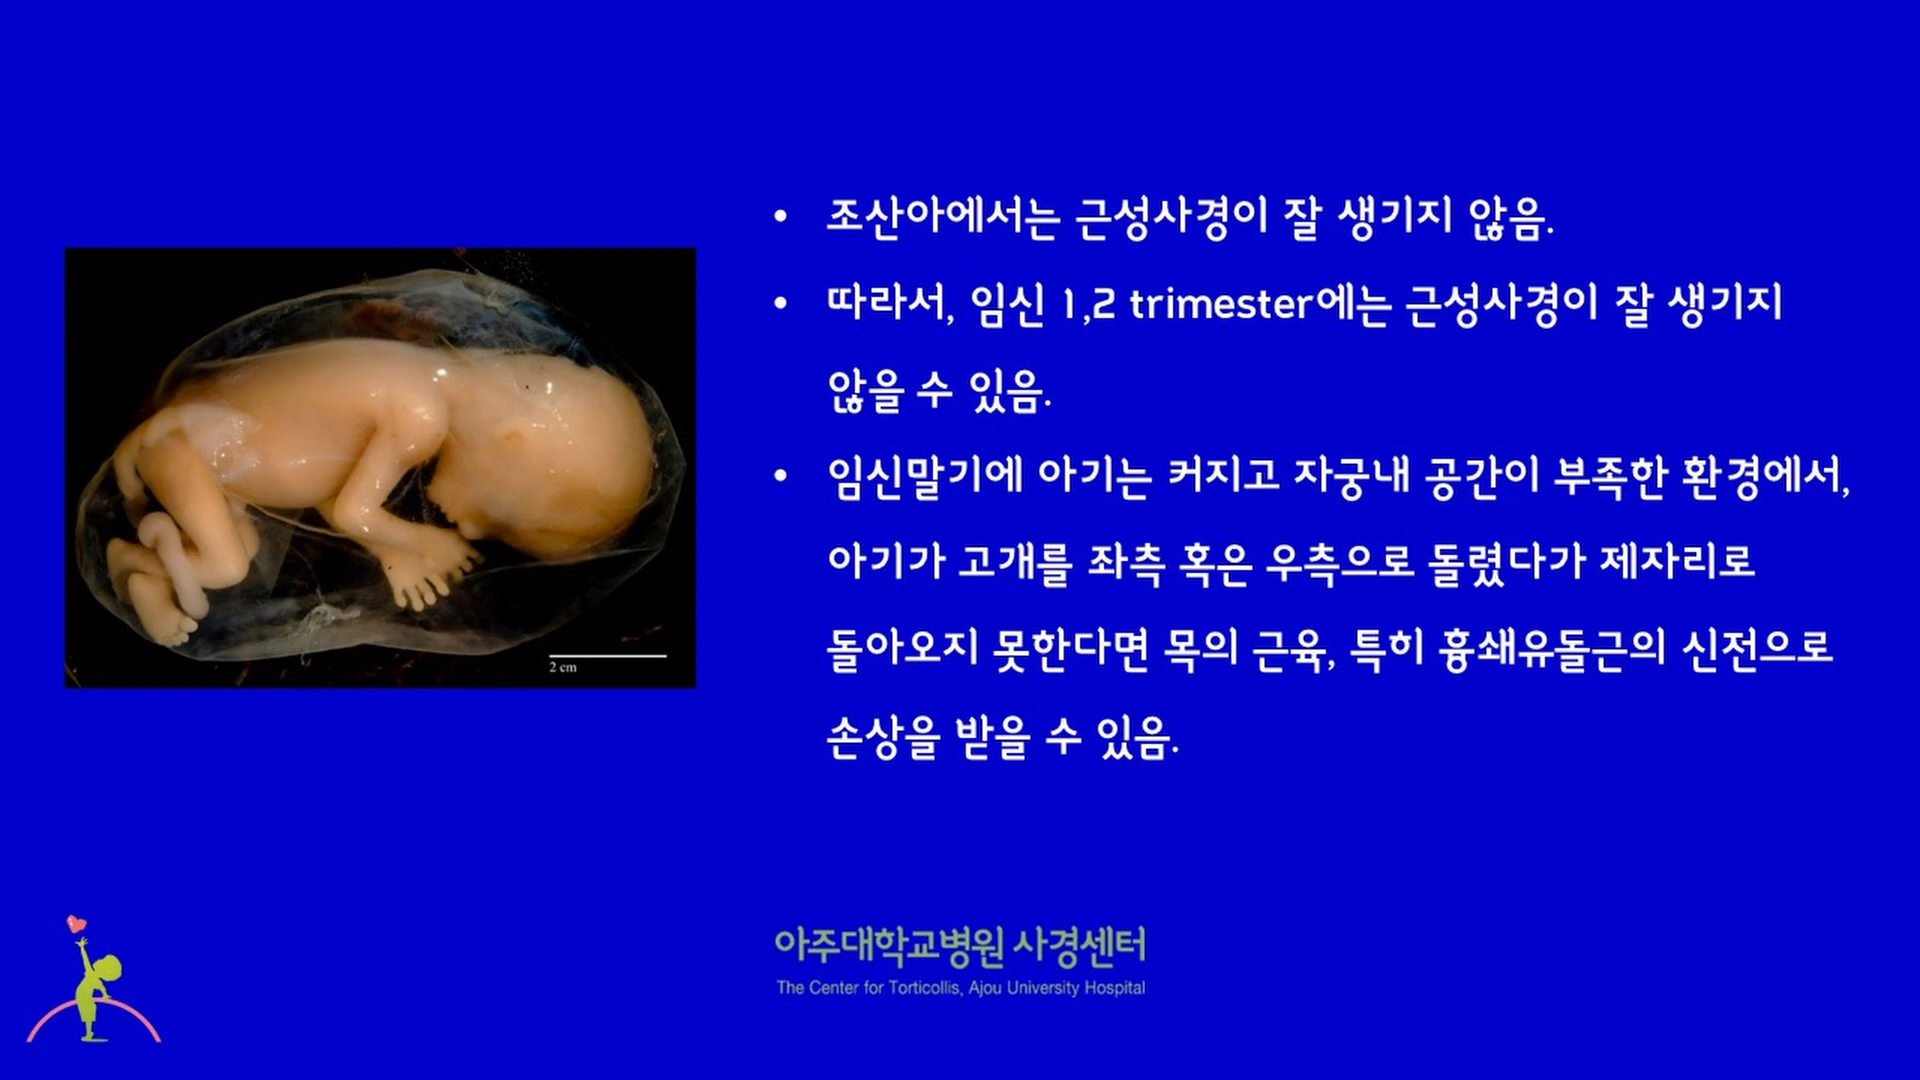 • 조산아에서는 근성사경이 잘 생기지 않음.
• 따라서, 임신 1,2 trimester에는 근성사경이 잘 생기지
않을 수 있음.
• 임신말기에 아기는 커지고 자궁내 공간이 부족한 환경에서,
아기가 고개를 좌측 혹은 우측으로 돌렸다가 제자리로
돌아오지 못한다면 목의 근육, 특히 흉쇄유돌근의 신전으로
손상을 받을 수 있음.
2 cm
아주대학교병원 사경센터
The Center for Torticollis, Ajou University Hospital